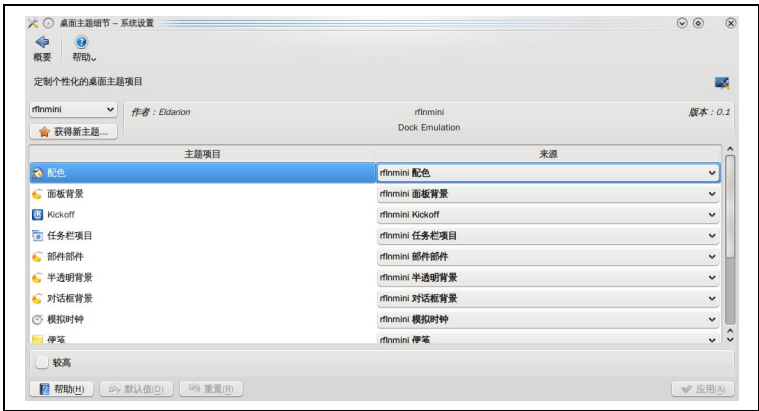 桌面主题细节 – 系统设置
概要
帮助
定制个性化的桌面主题项目
rflnmini
作者：Eldarion
rflnmini
版本：0.1
Dock Emulation
获得新主题...
主题项目
来源
配色
rflnmini 配色
面板背景
rflnmini 面板背景
Kickoff
rflnmini Kickoff
任务栏项目
rflnmini 任务栏项目
部件部件
rflnmini 部件部件
半透明背景
rflnmini 半透明背景
对话框背景
rflnmini 对话框背景
模拟时钟
rflnmini 模拟时钟
便笺
rflnmini 便笺
较高
帮助(H)
默认值(D)
重置(R)
应用(A)